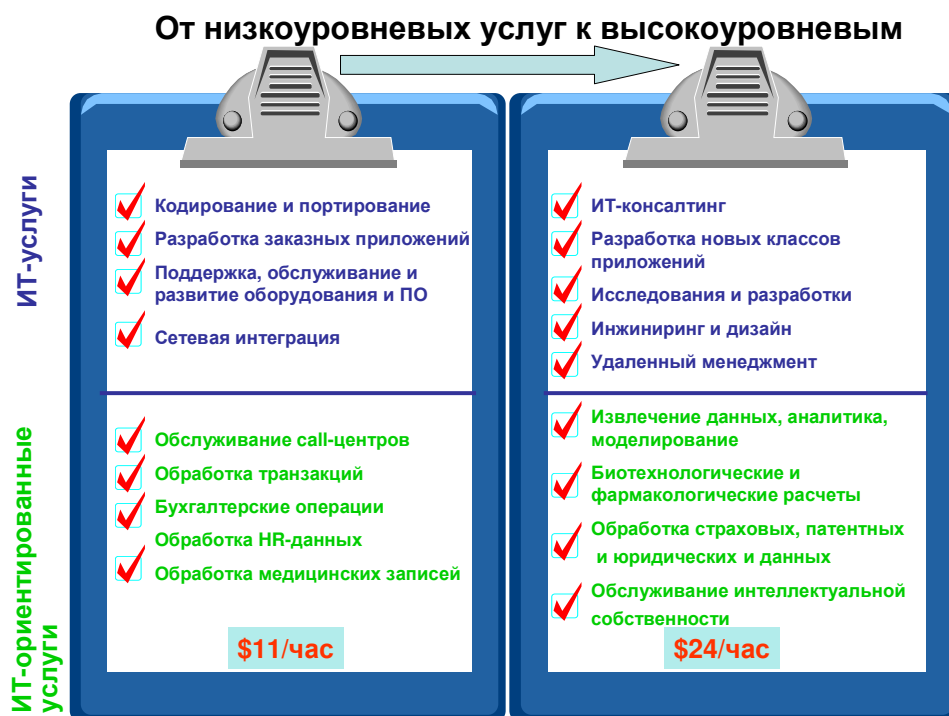 От низкоуровневых услуг к высокоуровневым
ИТ-услуги
Кодирование и портирование
Разработка заказных приложений
Поддержка, обслуживание и
развитие оборудования и ПО
Сетевая интеграция
ИТ-консалтинг
Разработка новых классов
приложений
Исследования и разработки
Инжиниринг и дизайн
Удаленный менеджмент
ИТ-ориентированные
услуги
Обслуживание call-центров
Обработка транзакций
Бухгалтерские операции
Обработка HR-данных
Обработка медицинских записей
$11/час
Извлечение данных, аналитика,
моделирование
Биотехнологические и
фармакологические расчеты
Обработка страховых, патентных
и юридических и данных
Обслуживание интеллектуальной
собственности
$24/час